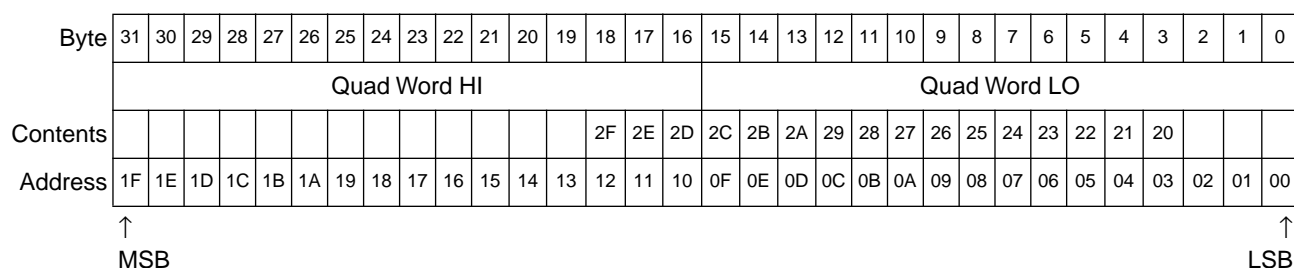 Byte 31 30 29 28 27 26 25 24 23 22 21 20 19 18 17 16 15 14 13 12 11 10 9 8 7 6 5 4 3 2 1 0
Quad Word HI Quad Word LO
Contents 2F 2E 2D 2C 2B 2A 29 28 27 26 25 24 23 22 21 20
Address 1F 1E 1D 1C 1B 1A 19 18 17 16 15 14 13 12 11 10 0F 0E 0D 0C 0B 0A 09 08 07 06 05 04 03 02 01 00
↑ ↑
MSB LSB